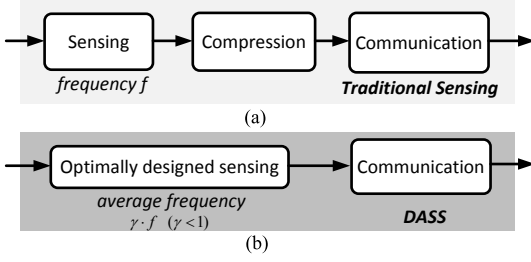 Sensing
Compression
Communication
frequency f
Traditional Sensing
(a)
Optimally designed sensing
Communication
average frequency
DASS
γ · f (γ < 1)
(b)